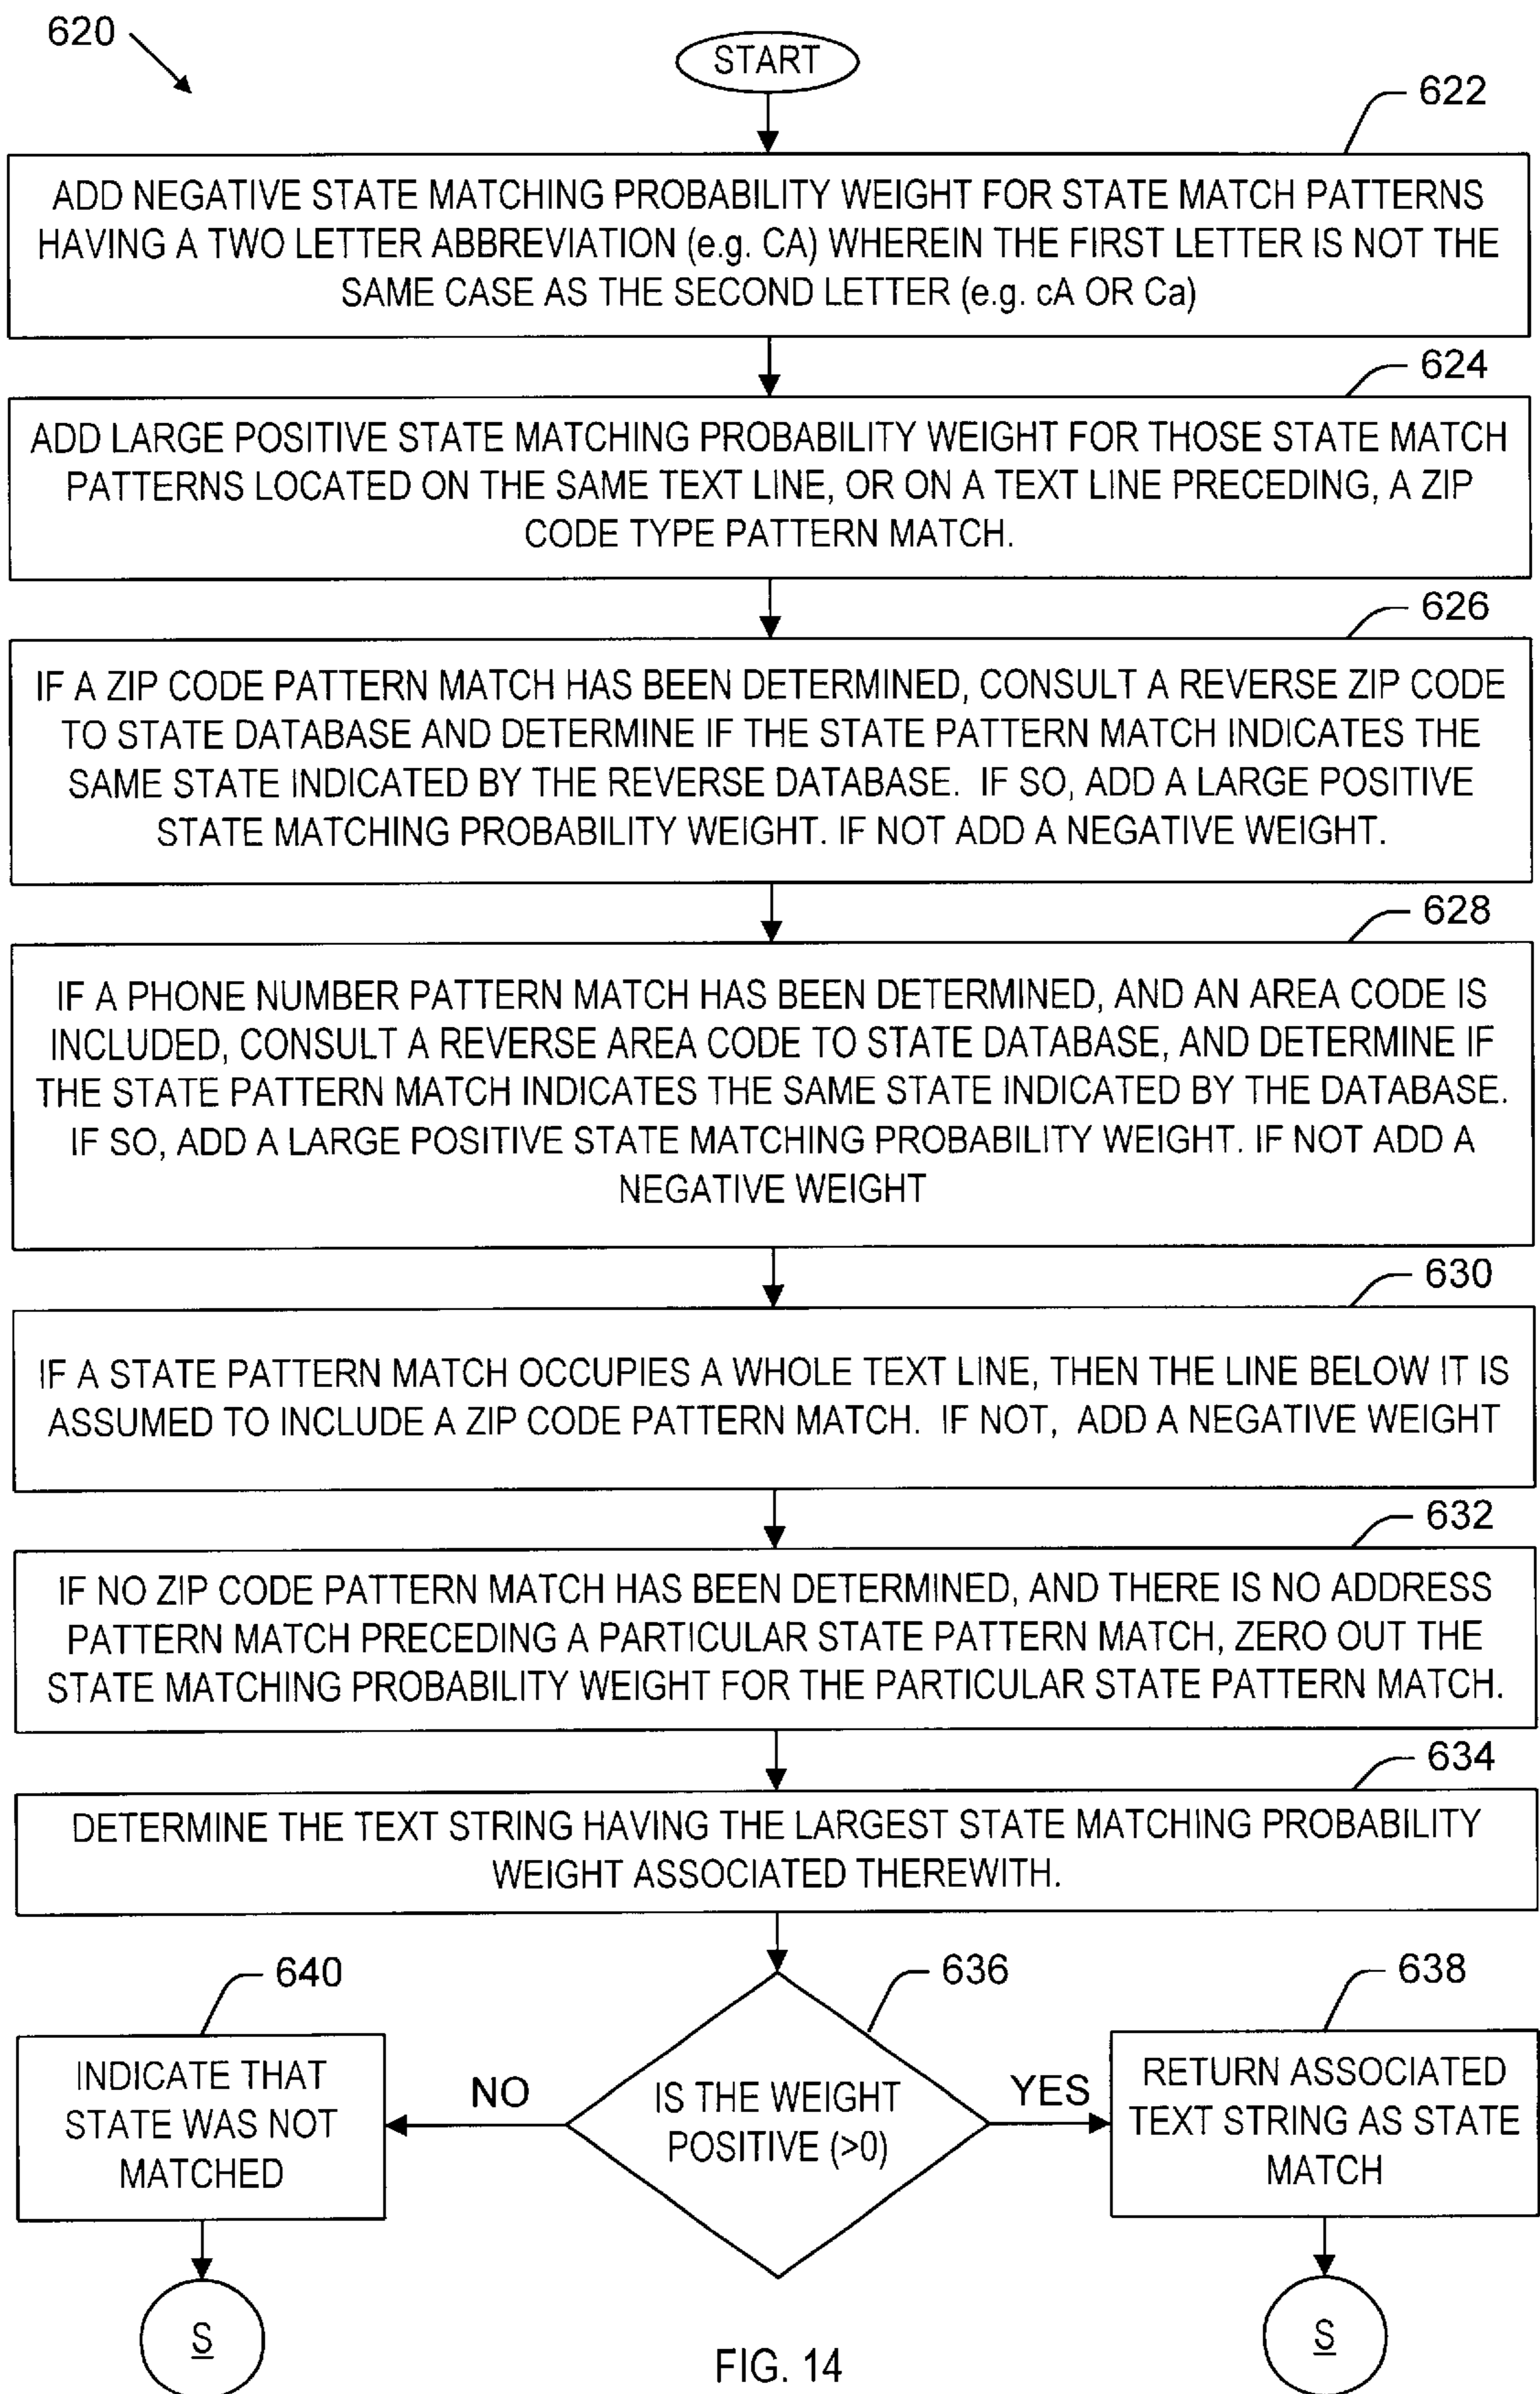 620
START
622
ADD NEGATIVE STATE MATCHING PROBABILITY WEIGHT FOR STATE MATCH PATTERNS
HAVING A TWO LETTER ABBREVIATION (e.g. CA) WHEREIN THE FIRST LETTER IS NOT THE
SAME CASE AS THE SECOND LETTER (e.g. cA OR Ca)
624
ADD LARGE POSITIVE STATE MATCHING PROBABILITY WEIGHT FOR THOSE STATE MATCH
PATTERNS LOCATED ON THE SAME TEXT LINE, OR ON A TEXT LINE PRECEDING, A ZIP
CODE TYPE PATTERN MATCH.
626
IF A ZIP CODE PATTERN MATCH HAS BEEN DETERMINED, CONSULT A REVERSE ZIP CODE
TO STATE DATABASE AND DETERMINE IF THE STATE PATTERN MATCH INDICATES THE
SAME STATE INDICATED BY THE REVERSE DATABASE. IF SO, ADD A LARGE POSITIVE
STATE MATCHING PROBABILITY WEIGHT. IF NOT ADD A NEGATIVE WEIGHT.
628
IF A PHONE NUMBER PATTERN MATCH HAS BEEN DETERMINED, AND AN AREA CODE IS
INCLUDED, CONSULT A REVERSE AREA CODE TO STATE DATABASE, AND DETERMINE IF
THE STATE PATTERN MATCH INDICATES THE SAME STATE INDICATED BY THE DATABASE.
IF SO, ADD A LARGE POSITIVE STATE MATCHING PROBABILITY WEIGHT. IF NOT ADD A
NEGATIVE WEIGHT
630
IF A STATE PATTERN MATCH OCCUPIES A WHOLE TEXT LINE, THEN THE LINE BELOW IT IS
ASSUMED TO INCLUDE A ZIP CODE PATTERN MATCH. IF NOT, ADD A NEGATIVE WEIGHT
632
IF NO ZIP CODE PATTERN MATCH HAS BEEN DETERMINED, AND THERE IS NO ADDRESS
PATTERN MATCH PRECEDING A PARTICULAR STATE PATTERN MATCH, ZERO OUT THE
STATE MATCHING PROBABILITY WEIGHT FOR THE PARTICULAR STATE PATTERN MATCH.
634
DETERMINE THE TEXT STRING HAVING THE LARGEST STATE MATCHING PROBABILITY
WEIGHT ASSOCIATED THEREWITH.
640
INDICATE THAT
STATE WAS NOT
MATCHED
NO
636
IS THE WEIGHT
POSITIVE (>0)
YES
638
RETURN ASSOCIATED
TEXT STRING AS STATE
MATCH
S
S
FIG. 14